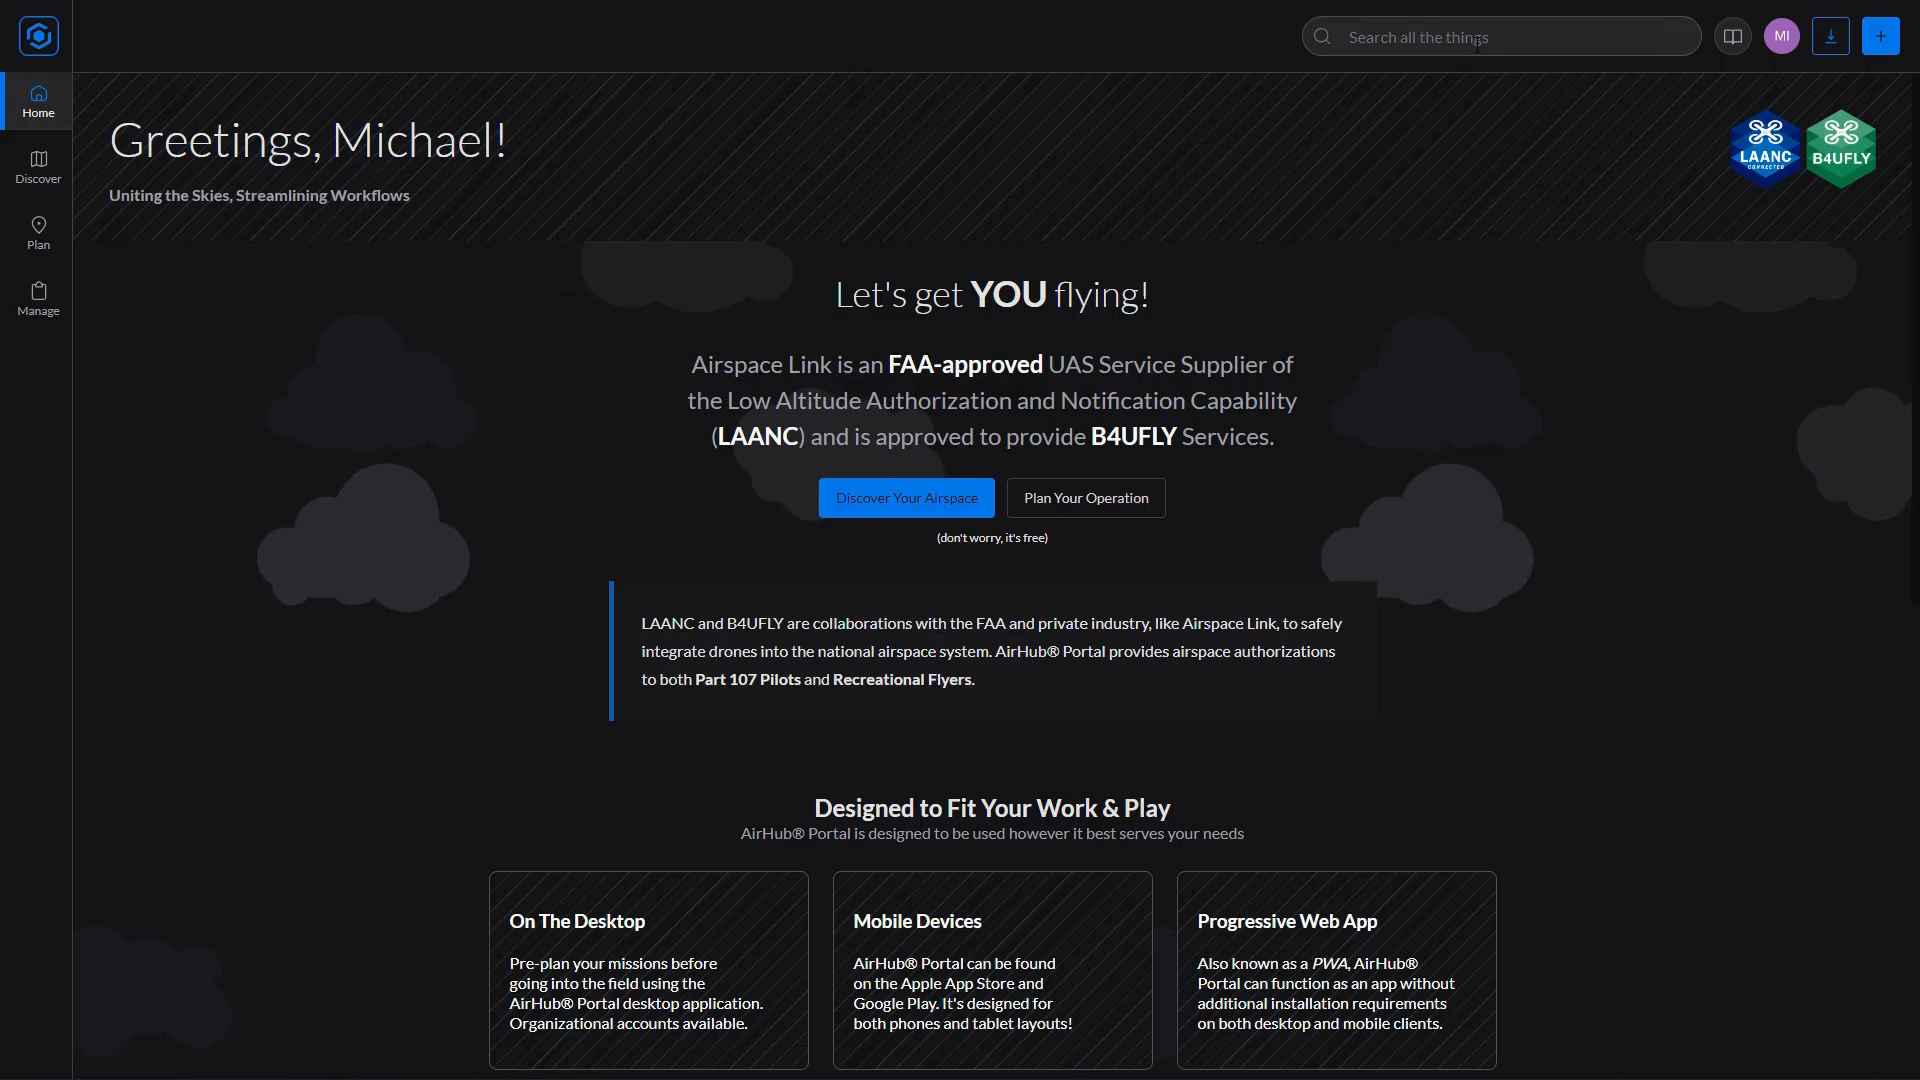 Search all the things
MI
Home
Discover
Plan
Manage
Greetings, Michael!
Uniting the Skies, Streamlining Workflows
LAANC
CONNECTED
B4UFLY
Let's get YOU flying!
Airspace Link is an FAA-approved UAS Service Supplier of
the Low Altitude Authorization and Notification Capability
(LAANC) and is approved to provide B4UFLY Services.
Discover Your Airspace
Plan Your Operation
(don't worry, it's free)
LAANC and B4UFLY are collaborations with the FAA and private industry, like Airspace Link, to safely
integrate drones into the national airspace system. AirHub® Portal provides airspace authorizations
to both Part 107 Pilots and Recreational Flyers.
Designed to Fit Your Work & Play
AirHub® Portal is designed to be used however it best serves your needs
On The Desktop
Pre-plan your missions before
going into the field using the
AirHub® Portal desktop application.
Organizational accounts available.
Mobile Devices
AirHub® Portal can be found
on the Apple App Store and
Google Play. It's designed for
both phones and tablet layouts!
Progressive Web App
Also known as a PWA, AirHub®
Portal can function as an app without
additional installation requirements
on both desktop and mobile clients.